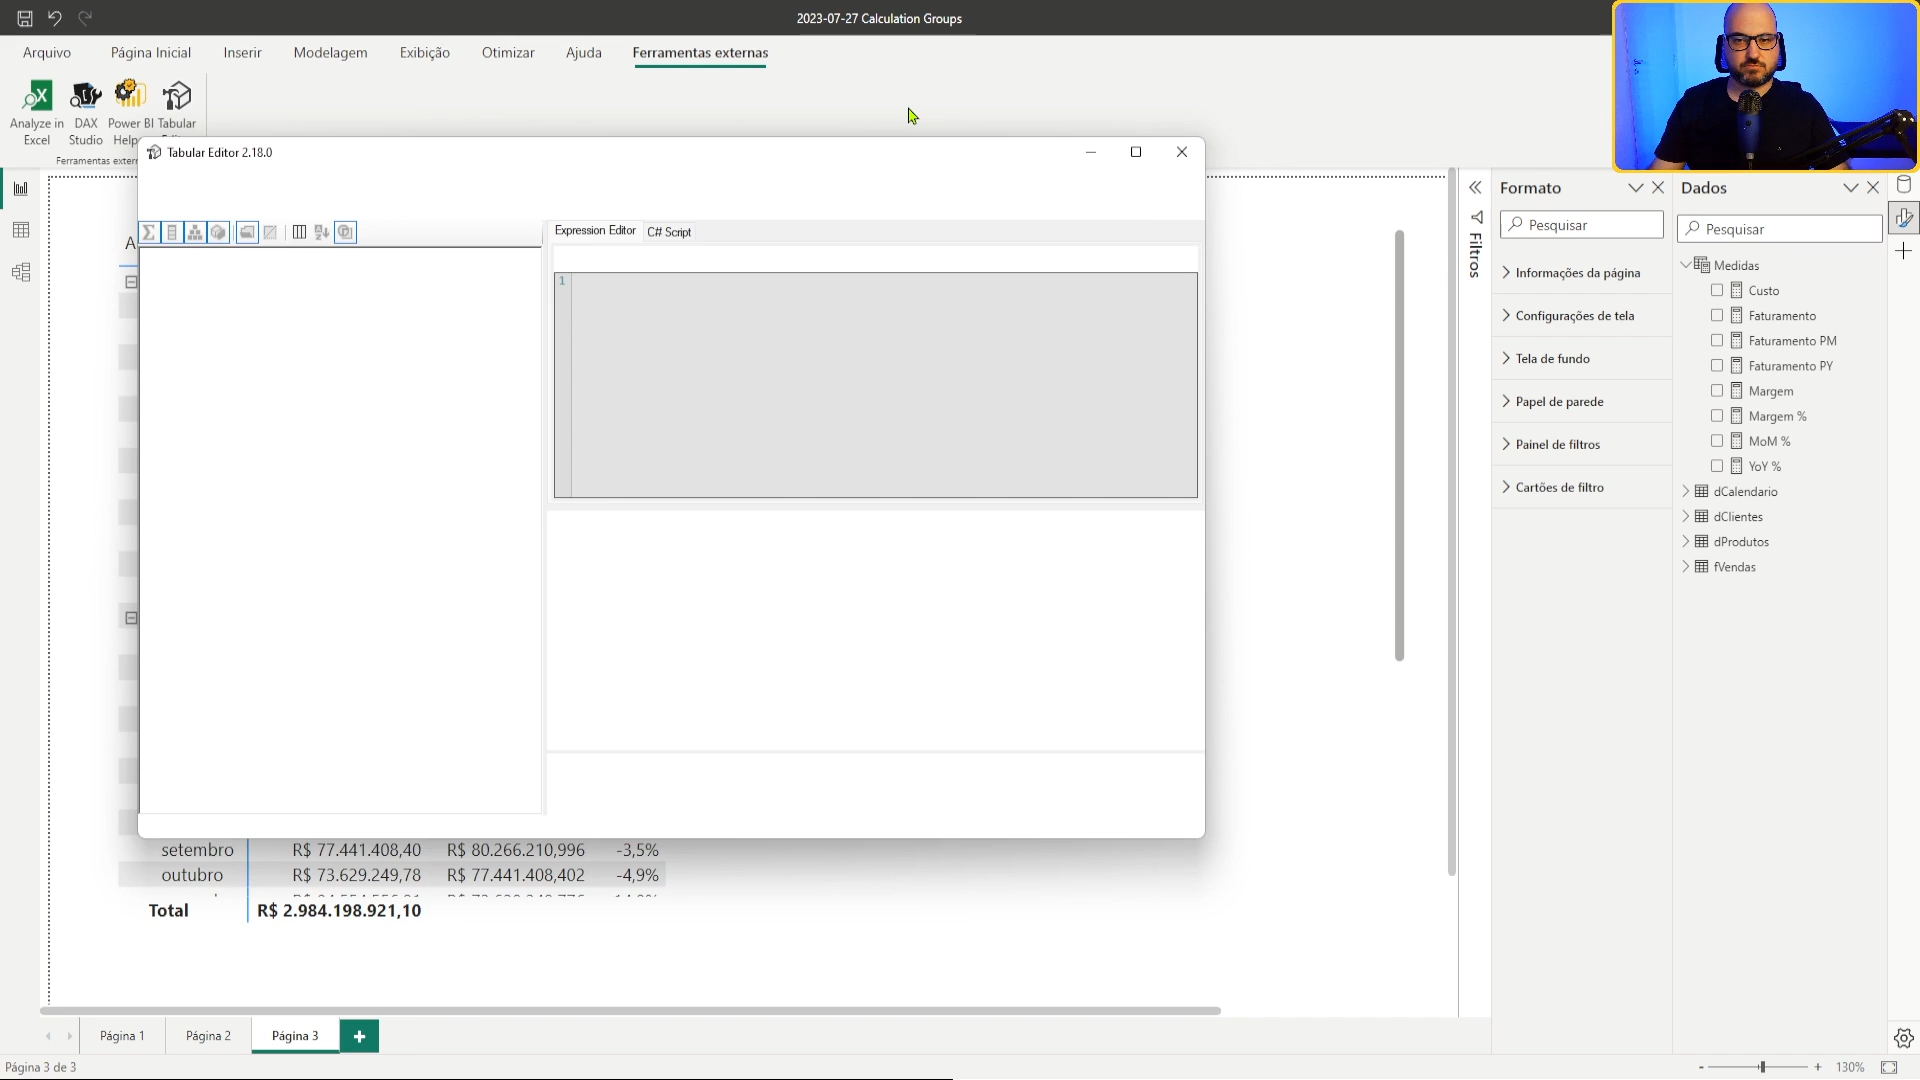 2023-07-27 Calculation Groups
Arquivo
Página Inicial
Inserir
Modelagem
Exibição
Otimizar
Ajuda
Ferramentas externas
Analyze in
Excel
DAX
Studio
Power BI
Help
Tabular
Ferramentas exter
Tabular Editor 2.18.0
Expression Editor
C# Script
1
A
setembro R$ 77.441.408,40 R$ 80.266.210,996 -3,5%
outubro R$ 73.629.249,78 R$ 77.441.408,402 -4,9%
Total R$ 2.984.198.921,10
Filtros
Formato
Pesquisar
Informações da página
Configurações de tela
Tela de fundo
Papel de parede
Painel de filtros
Cartões de filtro
Dados
Pesquisar
Medidas
Custo
Faturamento
Faturamento PM
Faturamento PY
Margem
Margem %
MoM %
YoY %
dCalendario
dClientes
dProdutos
fVendas
Página 1
Página 2
Página 3
Página 3 de 3
- + 130%